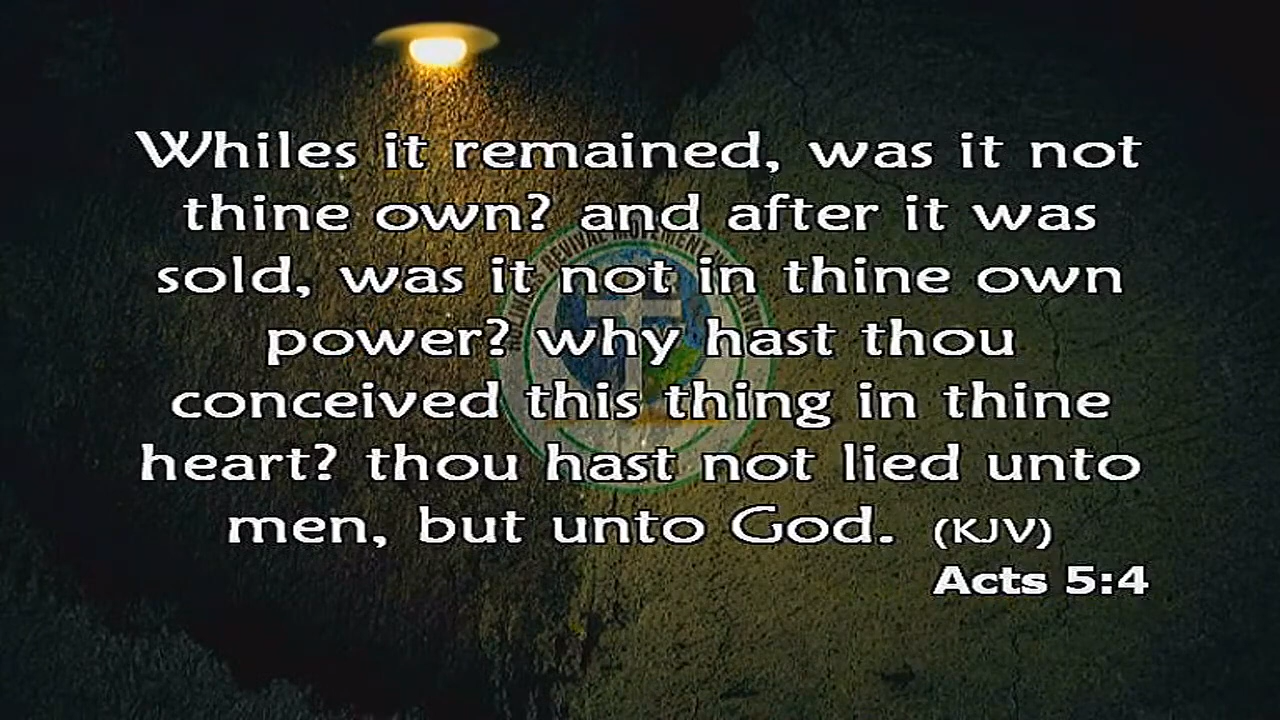 Whiles it remained, was it not
thine own? and after it was
sold, was it not in thine own
power? why hast thou
conceived this thing in thine
heart? thou hast not lied unto
men, but unto God. (KJV)
Acts 5:4
REVIVAL